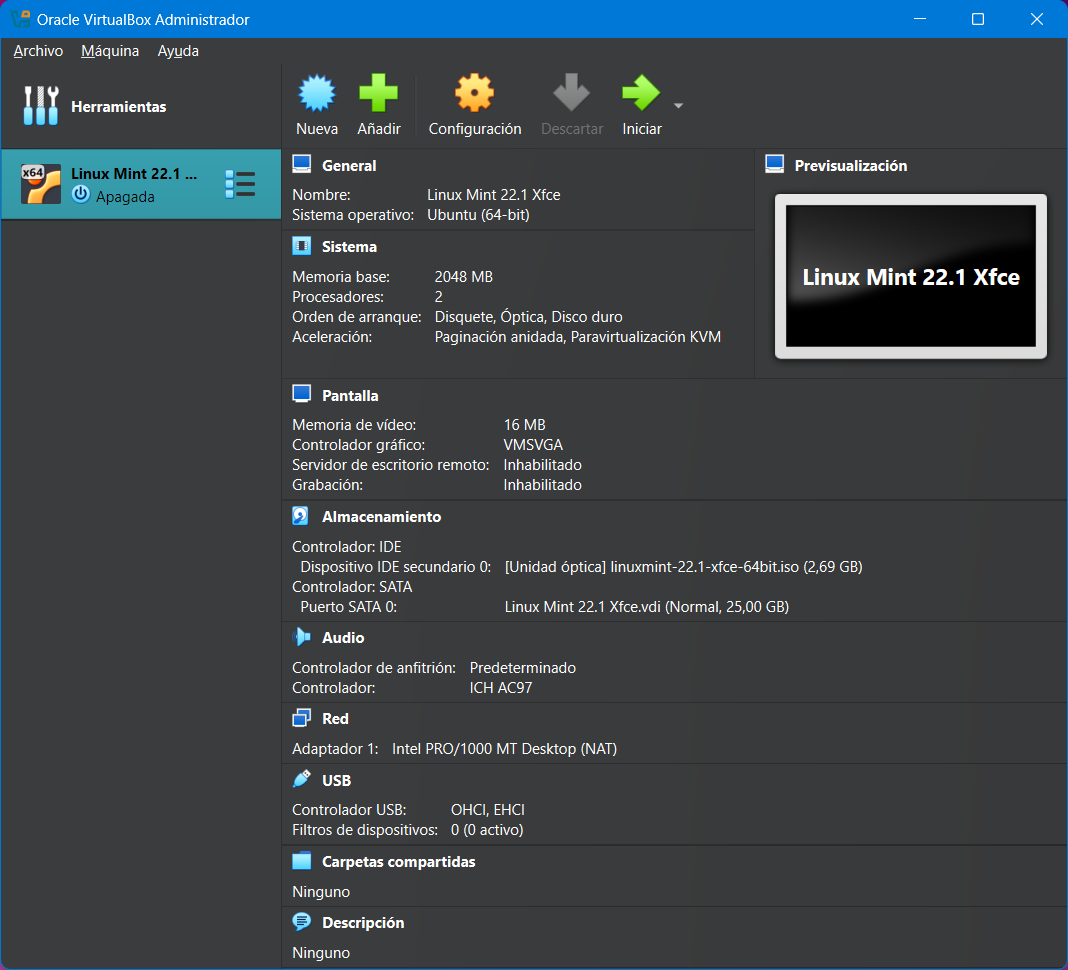 Oracle VirtualBox Administrador
Archivo Máquina Ayuda
Herramientas
Nueva Añadir Configuración Descartar Iniciar
x64
Linux Mint 22.1 ...
Apagada
General
Nombre: Linux Mint 22.1 Xfce
Sistema operativo: Ubuntu (64-bit)
Previsualización
Linux Mint 22.1 Xfce
Sistema
Memoria base: 2048 MB
Procesadores: 2
Orden de arranque: Disquete, Óptica, Disco duro
Aceleración: Paginación anidada, Paravirtualización KVM
Pantalla
Memoria de vídeo: 16 MB
Controlador gráfico: VMSVGA
Servidor de escritorio remoto: Inhabilitado
Grabación: Inhabilitado
Almacenamiento
Controlador: IDE
Dispositivo IDE secundario 0: [Unidad óptica] linuxmint-22.1-xfce-64bit.iso (2,69 GB)
Controlador: SATA
Puerto SATA 0: Linux Mint 22.1 Xfce.vdi (Normal, 25,00 GB)
Audio
Controlador de anfitrión: Predeterminado
Controlador: ICH AC97
Red
Adaptador 1: Intel PRO/1000 MT Desktop (NAT)
USB
Controlador USB: OHCI, EHCI
Filtros de dispositivos: 0 (0 activo)
Carpetas compartidas
Ninguno
Descripción
Ninguno